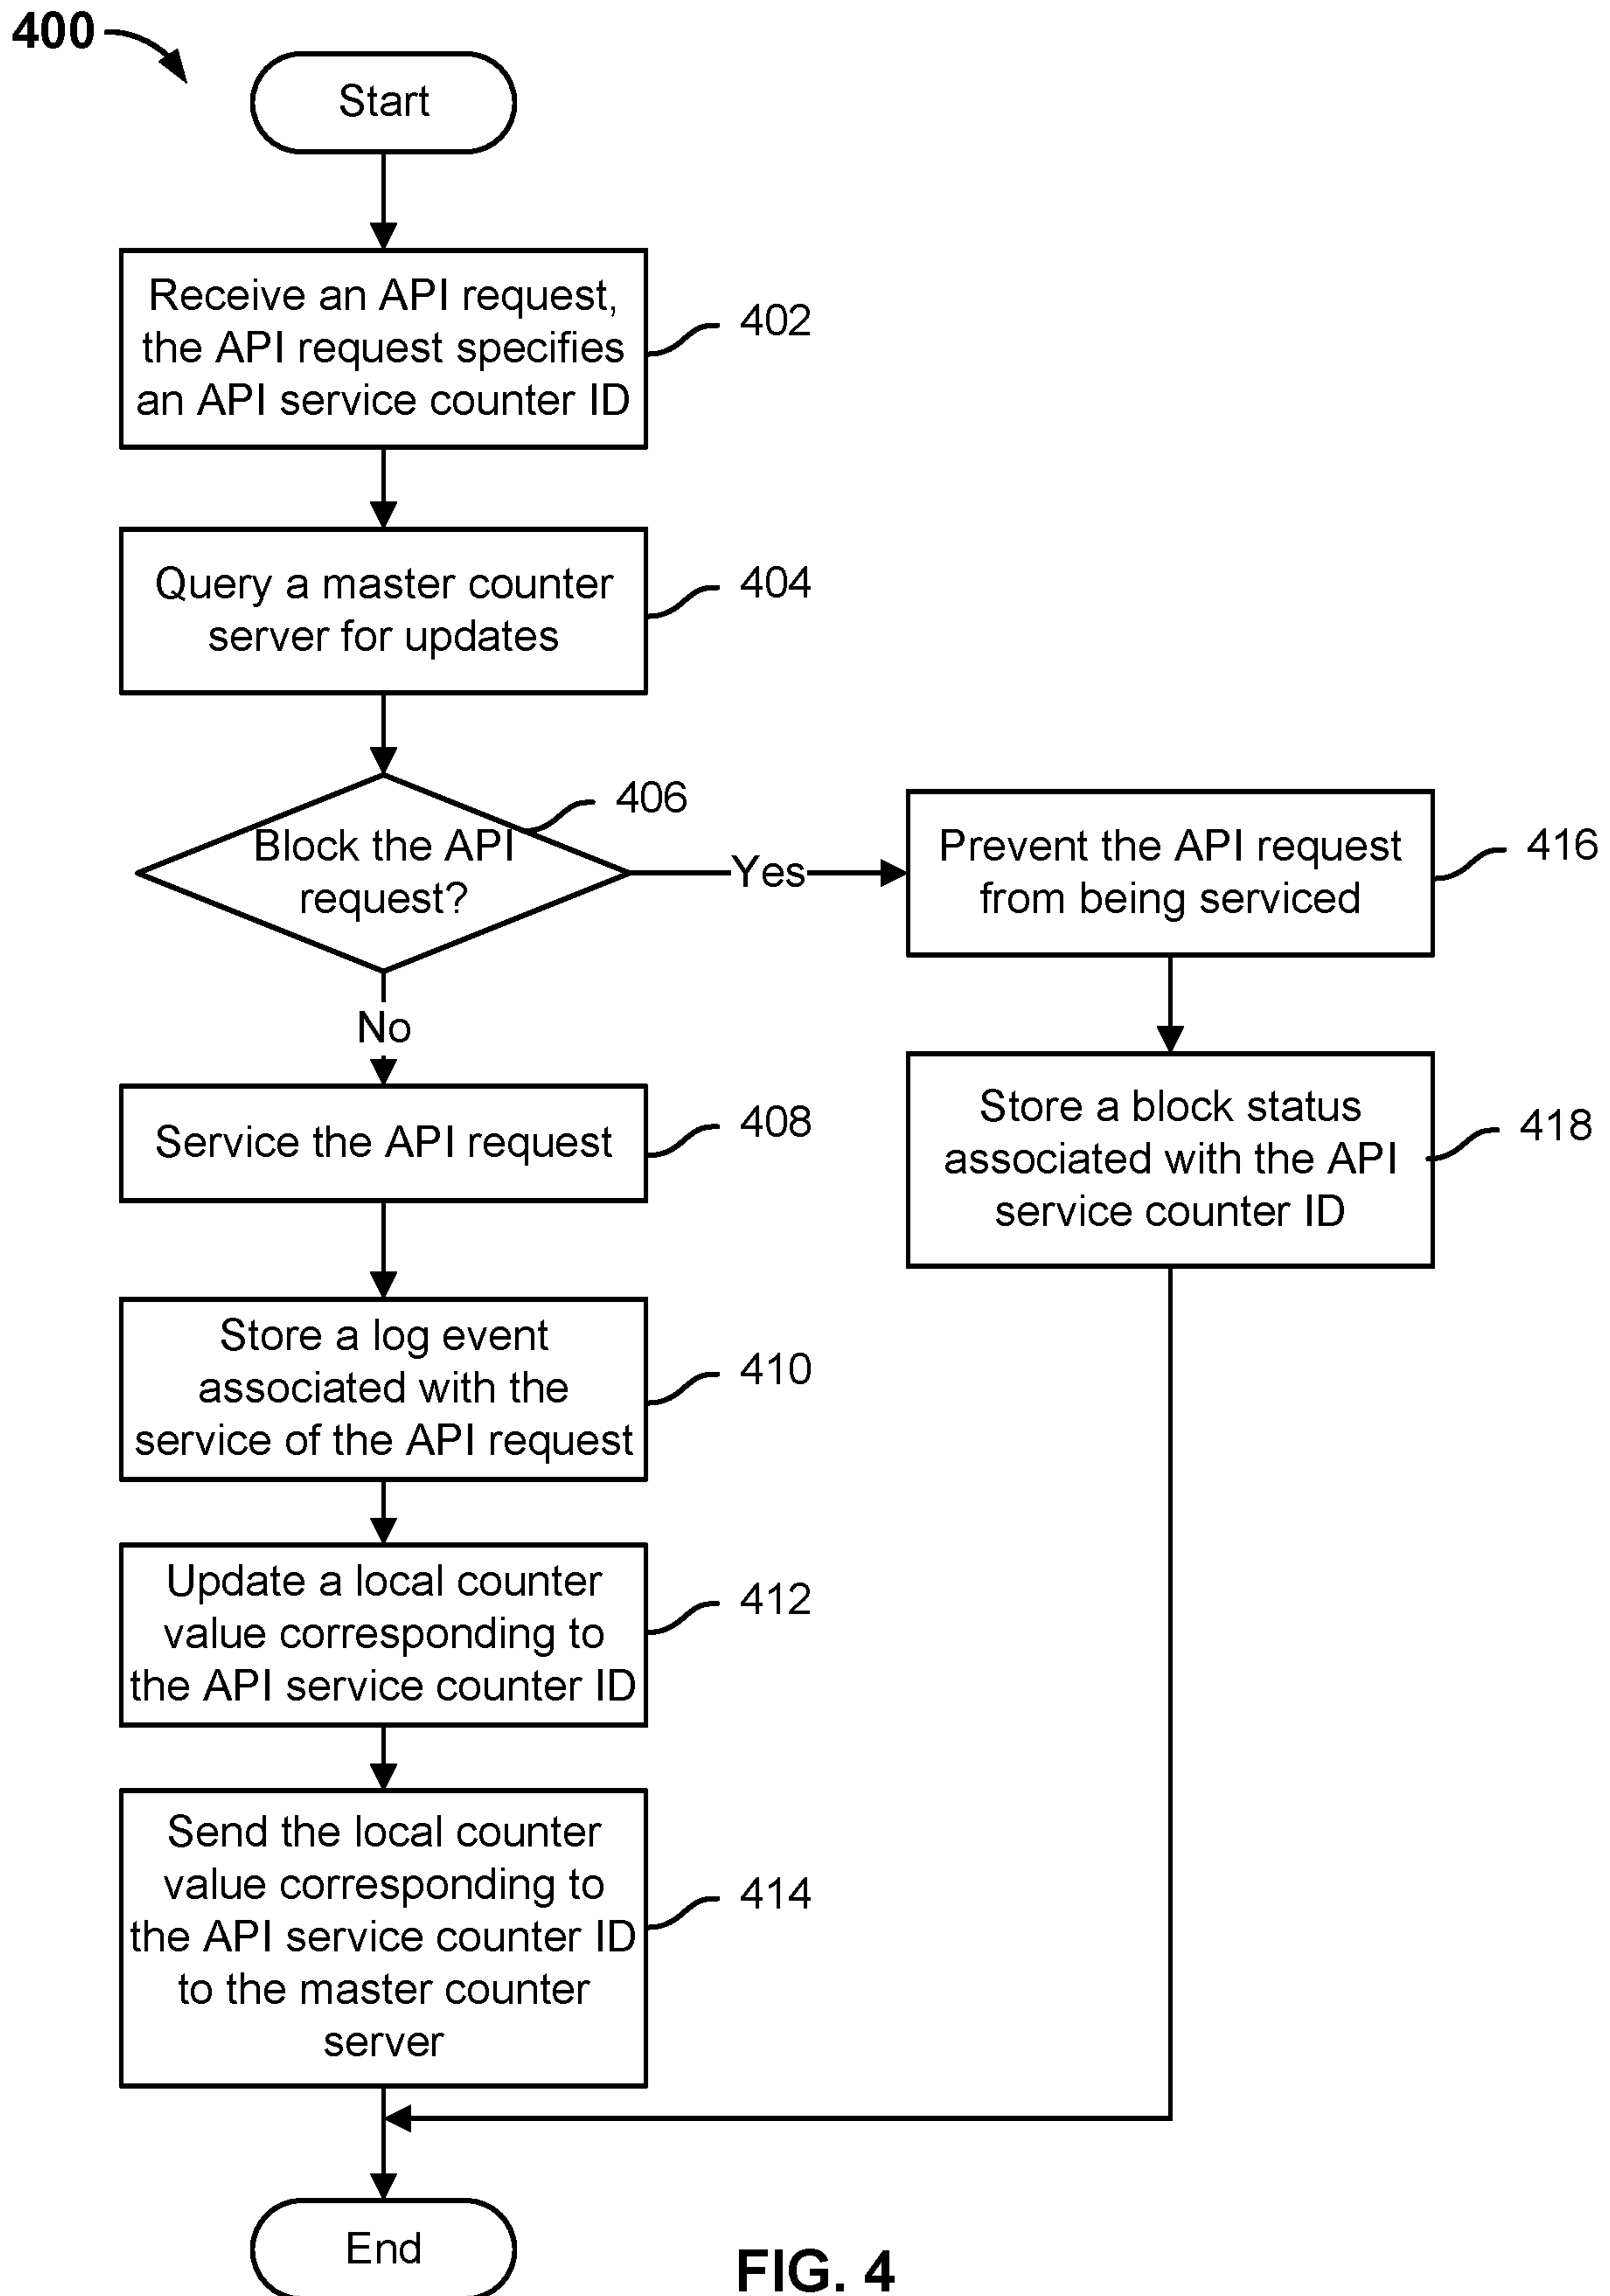 400
Start
Receive an API request,
the API request specifies
an API service counter ID
402
Query a master counter
server for updates
404
Block the API
request?
406
Yes
No
Prevent the API request
from being serviced
416
Store a block status
associated with the API
service counter ID
418
Service the API request
408
Store a log event
associated with the
service of the API request
410
Update a local counter
value corresponding to
the API service counter ID
412
Send the local counter
value corresponding to
the API service counter ID
to the master counter
server
414
End
FIG. 4